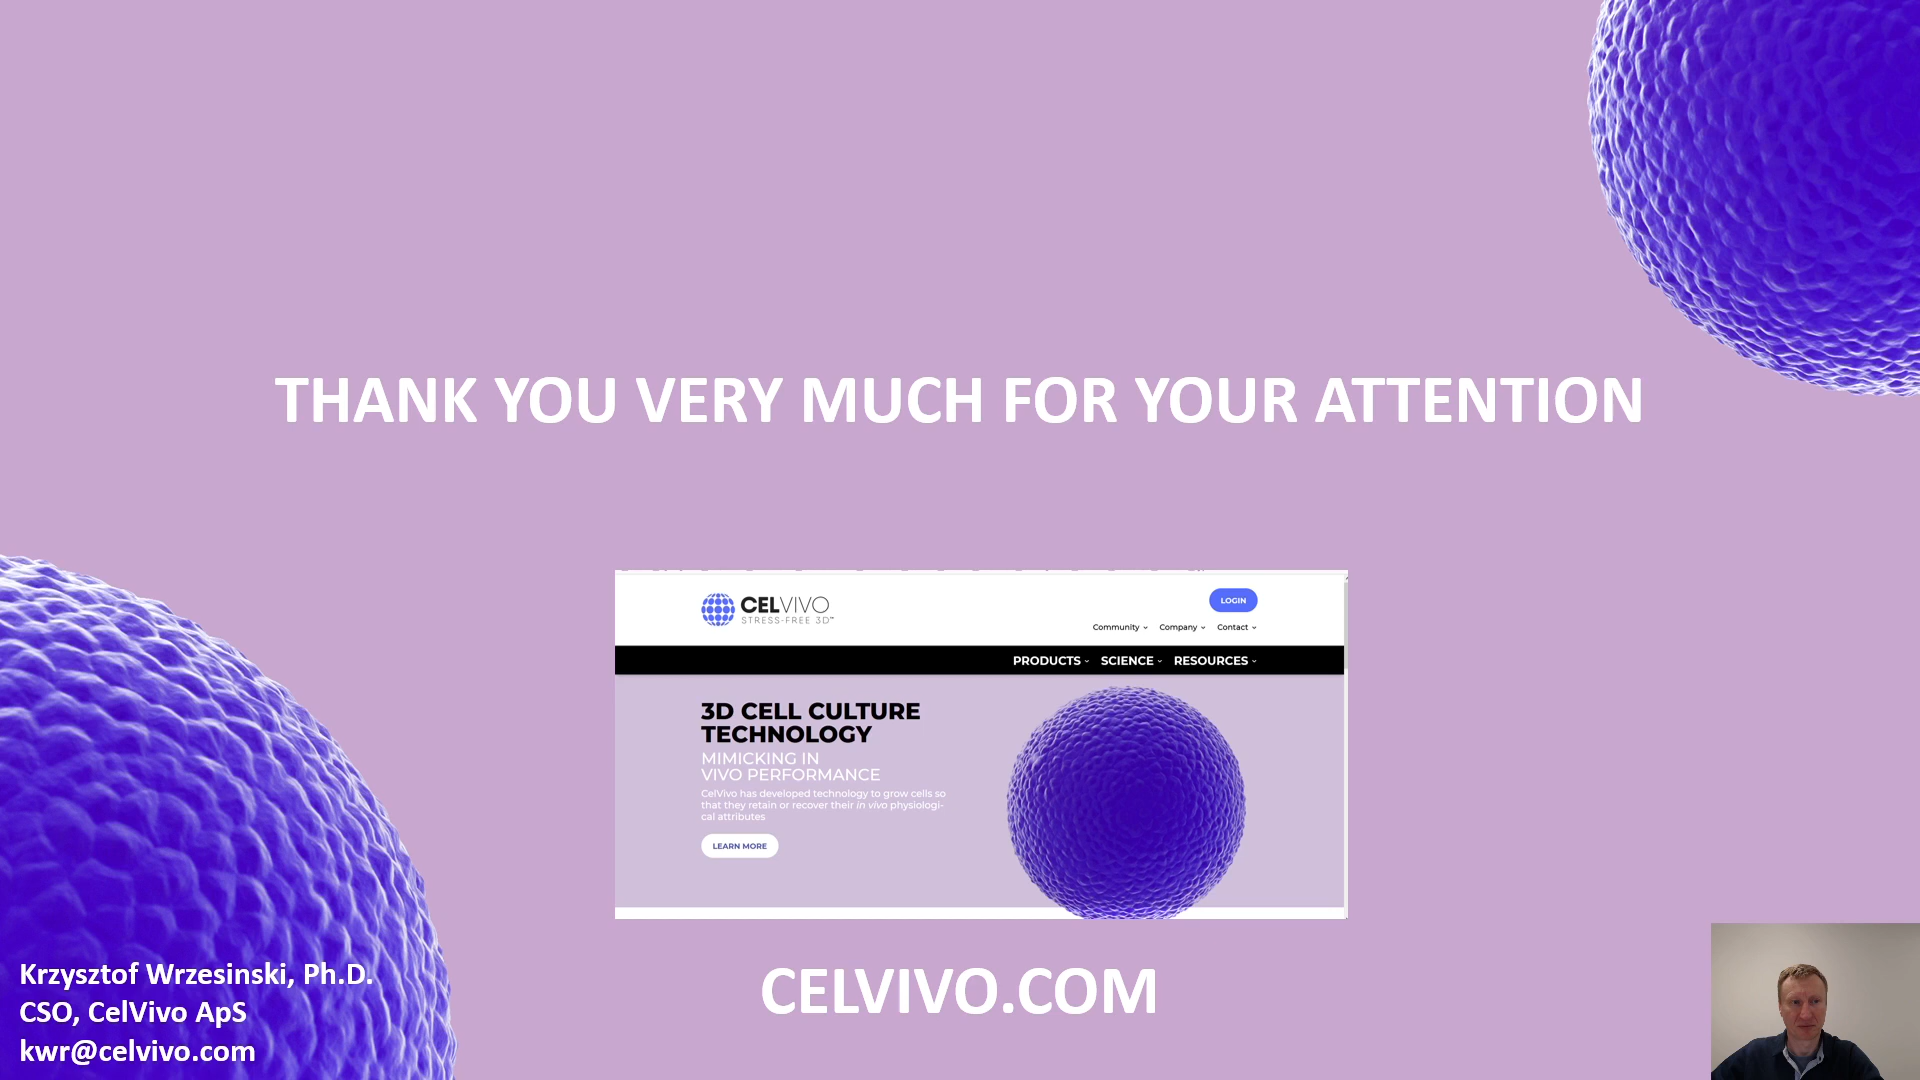 THANK YOU VERY MUCH FOR YOUR ATTENTION
CELVIVO
STRESS-FREE 3D™
LOGIN
Community
Company
Contact
PRODUCTS
SCIENCE
RESOURCES
3D CELL CULTURE
TECHNOLOGY
MIMICKING IN
VIVO PERFORMANCE
CelVivo has developed technology to grow cells so
that they retain or recover their in vivo physiologi-
cal attributes
LEARN MORE
CELVIVO.COM
Krzysztof Wrzesinski, Ph.D.
CSO, CelVivo ApS
kwr@celvivo.com